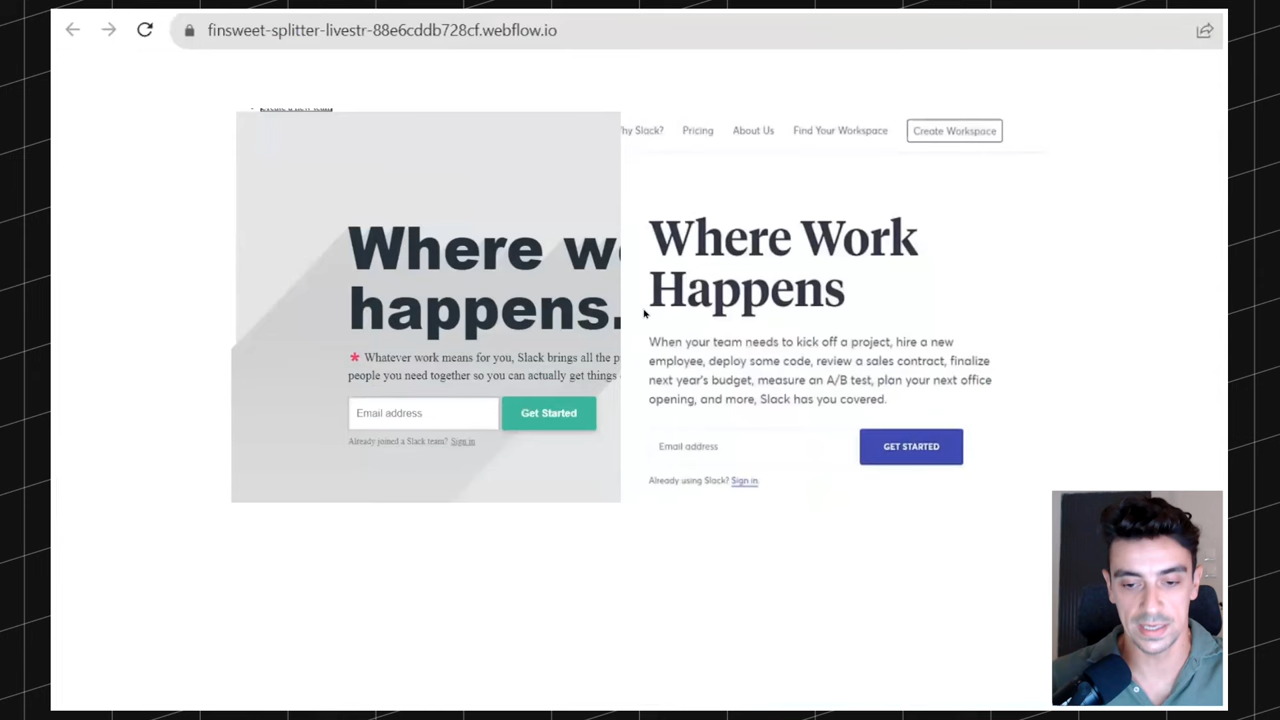 finsweet-splitter-livestr-88e6cddb728cf.webflow.io
create a new team
hy Slack? Pricing About Us Find Your Workspace Create Workspace
Where w
happens.
* Whatever work means for you, Slack brings all the p
people you need together so you can actually get things
Email address Get Started
Already joined a Slack team? Sign in
Where Work
Happens
When your team needs to kick off a project, hire a new
employee, deploy some code, review a sales contract, finalize
next year's budget, measure an A/B test, plan your next office
opening, and more, Slack has you covered.
Email address GET STARTED
Already using Slack? Sign in.